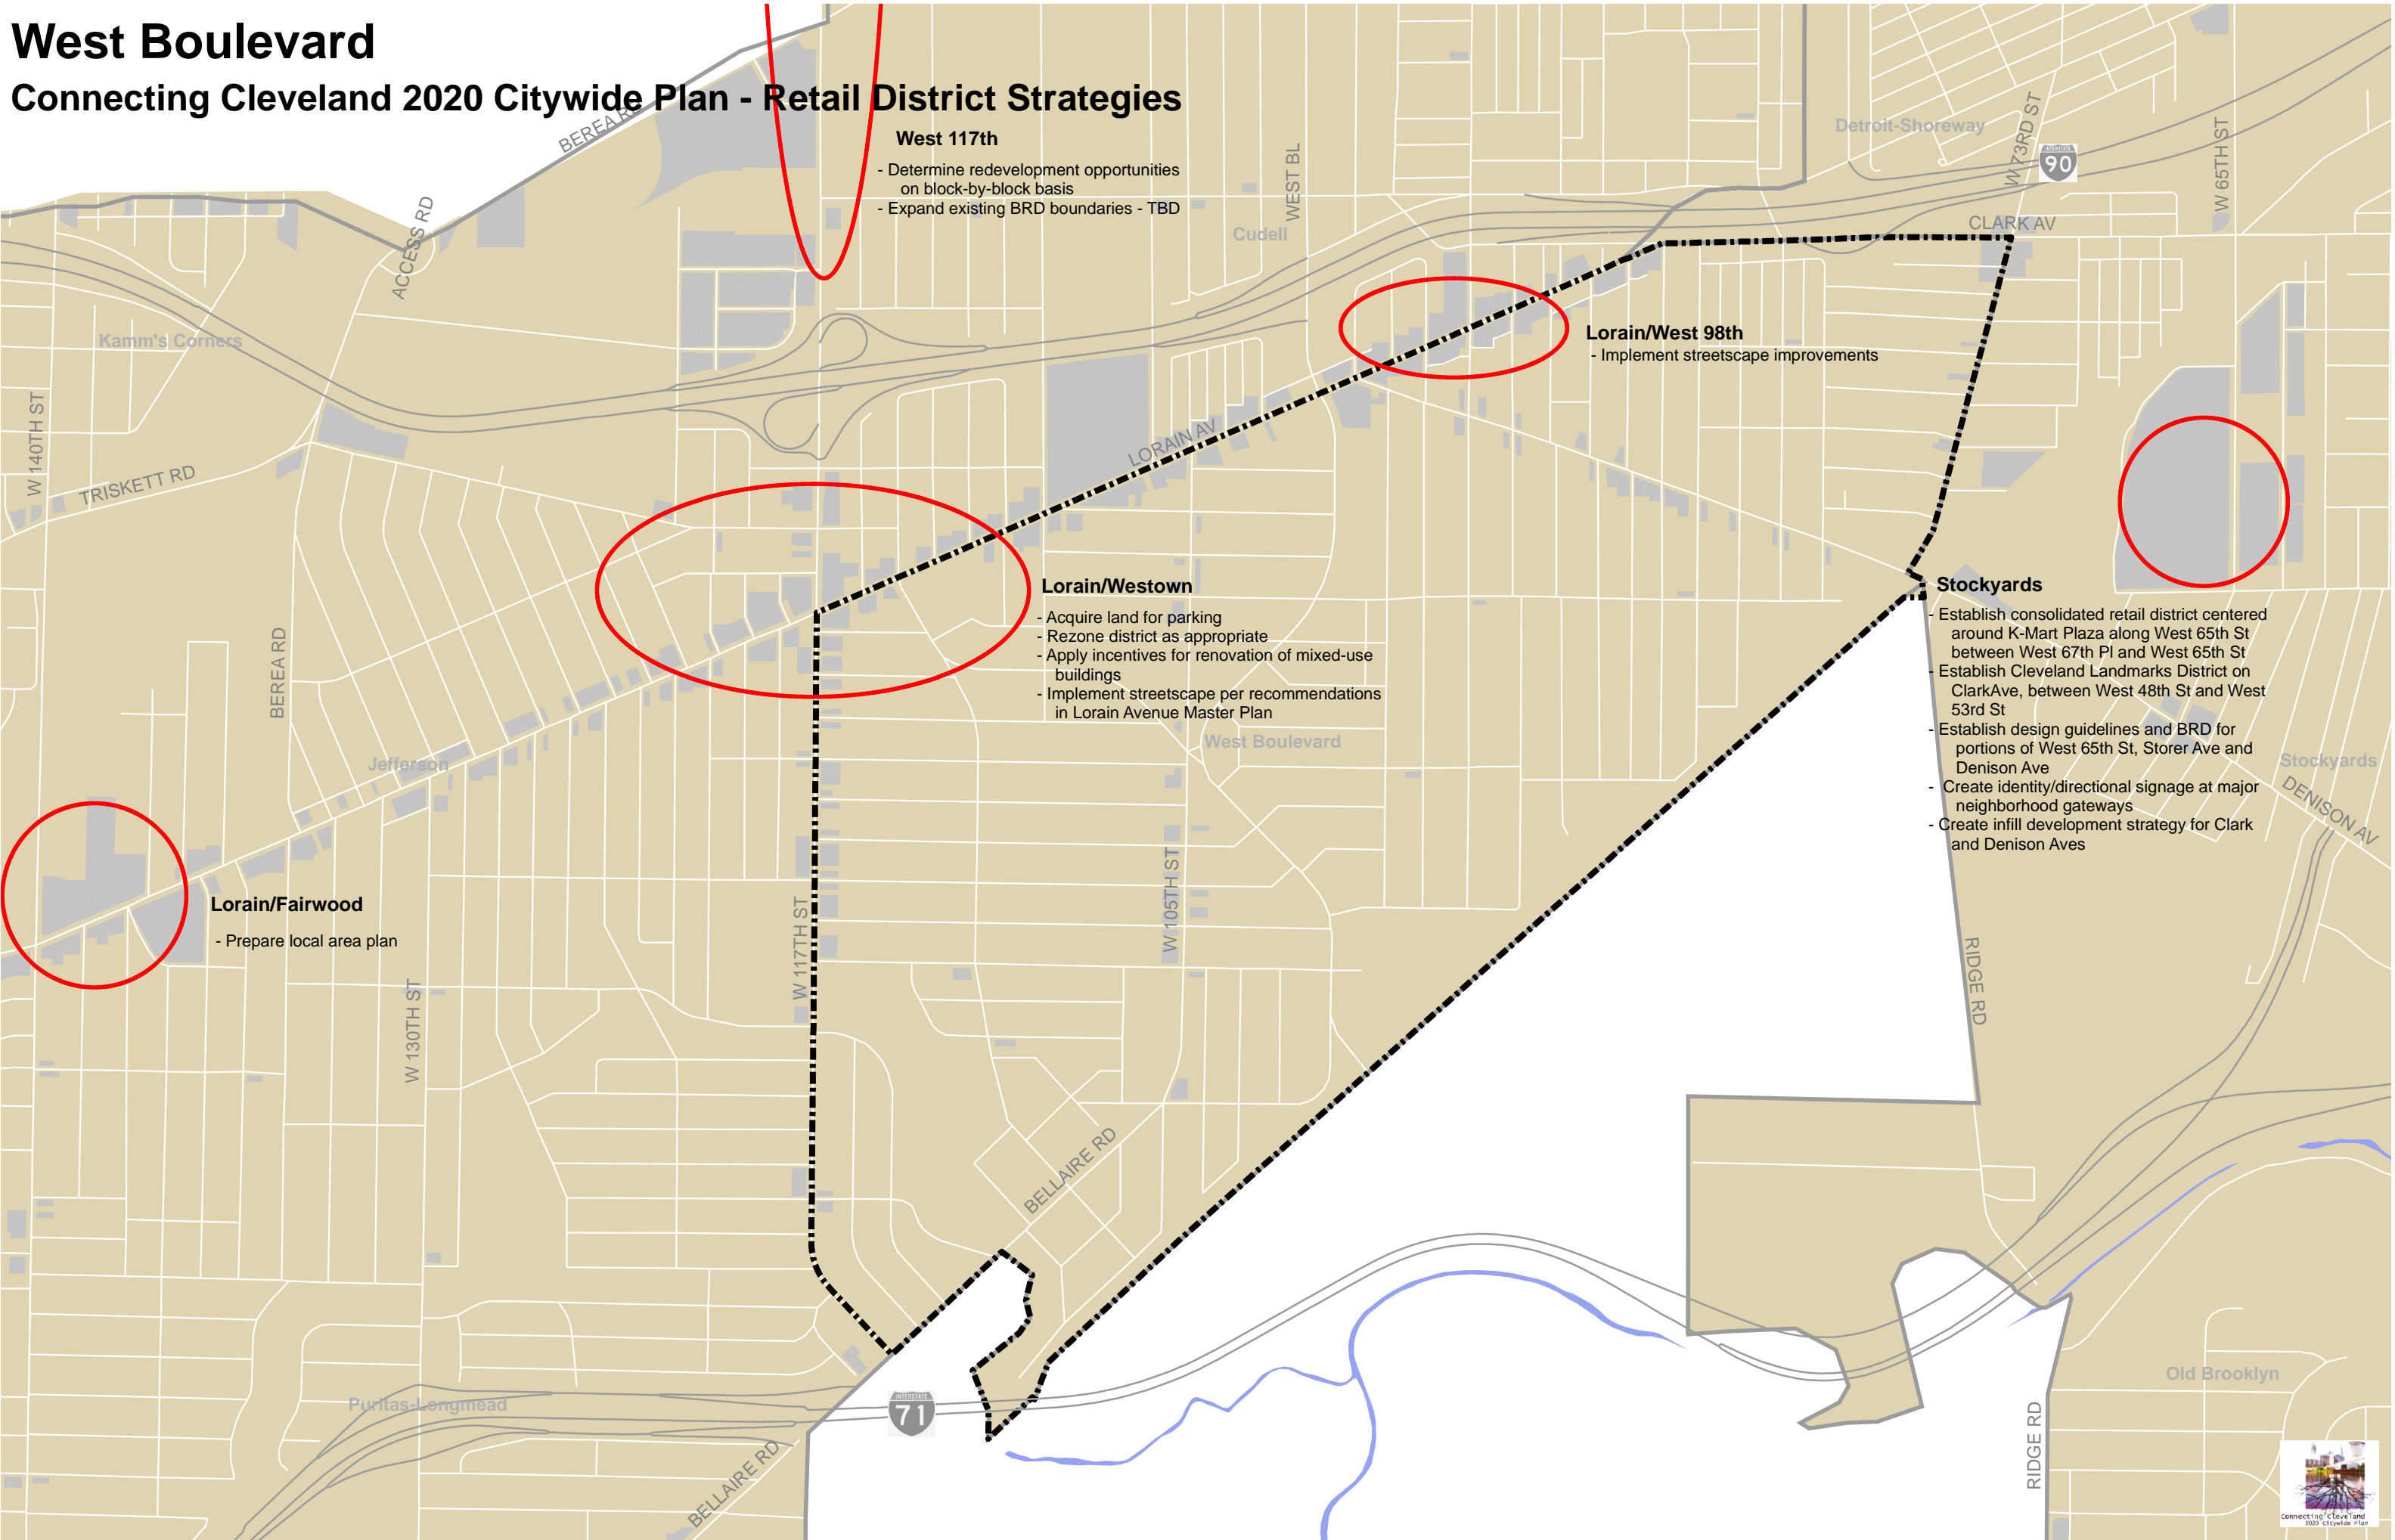 West Boulevard
Connecting Cleveland 2020 Citywide Plan - Retail District Strategies
BEREA RD
West 117th
- Determine redevelopment opportunities
on block-by-block basis
- Expand existing BRD boundaries - TBD
WEST BL
Cudell
Detroit-Shoreway
W 73RD ST
INTERSTATE
90
W 65TH ST
CLARK AV
ACCESS RD
Kamm's Corners
W 140TH ST
TRISKETT RD
LORAIN AV
Lorain/West 98th
- Implement streetscape improvements
Lorain/Westown
- Acquire land for parking
- Rezone district as appropriate
- Apply incentives for renovation of mixed-use
buildings
- Implement streetscape per recommendations
in Lorain Avenue Master Plan
West Boulevard
Stockyards
- Establish consolidated retail district centered
around K-Mart Plaza along West 65th St
between West 67th Pl and West 65th St
- Establish Cleveland Landmarks District on
ClarkAve, between West 48th St and West
53rd St
- Establish design guidelines and BRD for
portions of West 65th St, Storer Ave and
Denison Ave
- Create identity/directional signage at major
neighborhood gateways
- Create infill development strategy for Clark
and Denison Aves
Stockyards
DENISON AV
BEREA RD
Jefferson
Lorain/Fairwood
- Prepare local area plan
W 130TH ST
W 117TH ST
W 105TH ST
RIDGE RD
BELLAIRE RD
Puritas-Longmead
INTERSTATE
71
BELLAIRE RD
Old Brooklyn
RIDGE RD
Connecting Cleveland
2020 Citywide Plan